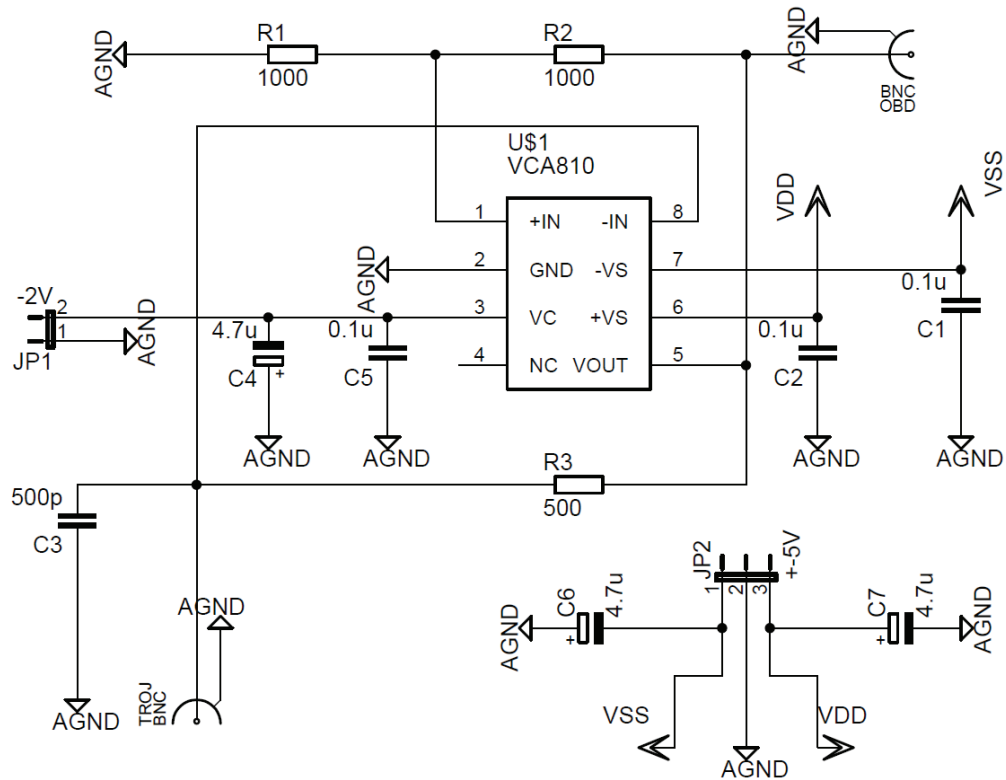 R1
R2
AGND
1000
1000
AGND
BNC
OBD
U$1
VCA810
VDD
VSS
1
+IN
-IN
8
2
GND
-VS
7
AGND
3
VC
+VS
6
4
NC
VOUT
5
-2V
2
1
JP1
AGND
4.7u
C4
+
0.1u
C5
0.1u
C2
0.1u
C1
AGND
AGND
AGND
AGND
500p
C3
R3
500
AGND
TROJ
BNC
AGND
JP2
1
2
3
+-5V
AGND
C6
4.7u
+
C7
4.7u
+
AGND
VSS
VDD
AGND